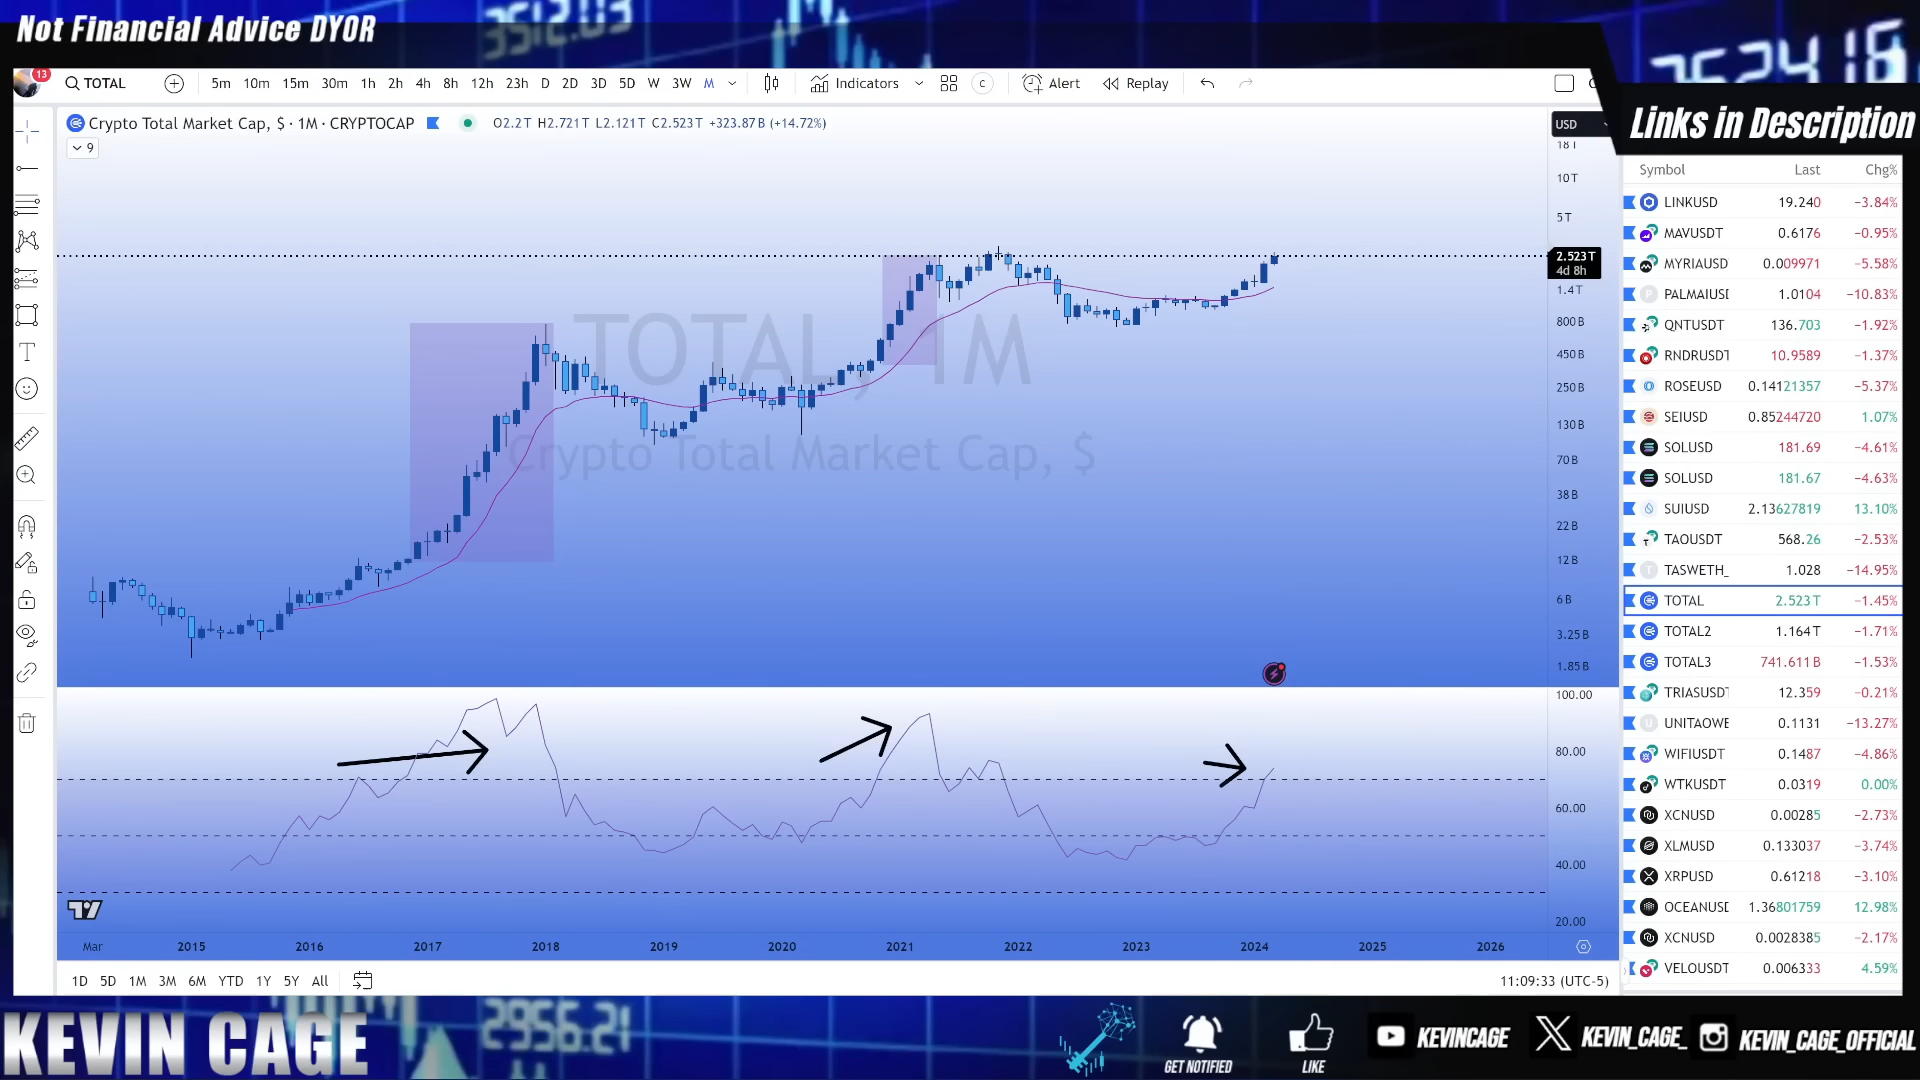 Not Financial Advice DYOR
3512.03
Links in Description
13
TOTAL
5m 10m 15m 30m 1h 2h 4h 8h 12h 23h D 2D 3D 5D W 3W M
Indicators
C
Alert
Replay
Crypto Total Market Cap, $ · 1M · CRYPTOCAP
O2.2T H2.721T L2.121T C2.523T +323.87B (+14.72%)
9
USD
18T
10T
5T
2.523T
4d 8h
1.4T
800B
450B
250B
130B
70B
38B
22B
12B
6B
3.25B
1.85B
TOTAL, 1M
Crypto Total Market Cap, $
100.00
80.00
60.00
40.00
20.00
Mar 2015 2016 2017 2018 2019 2020 2021 2022 2023 2024 2025 2026
1D 5D 1M 3M 6M YTD 1Y 5Y All
11:09:33 (UTC-5)
Symbol Last Chg%
LINKUSD 19.240 −3.84%
MAVUSDT 0.6176 −0.95%
MYRIAUSD 0.009971 −5.58%
PALMAIUSI 1.0104 −10.83%
QNTUSDT 136.703 −1.92%
RNDRUSDT 10.9589 −1.37%
ROSEUSD 0.14121357 −5.37%
SEIUSD 0.85244720 1.07%
SOLUSD 181.69 −4.61%
SOLUSD 181.67 −4.63%
SUIUSD 2.13627819 13.10%
TAOUSDT 568.26 −2.53%
TASWETH_ 1.028 −14.95%
TOTAL 2.523T −1.45%
TOTAL2 1.164T −1.71%
TOTAL3 741.611B −1.53%
TRIASUSDT 12.359 −0.21%
UNITAOWE 0.1131 −13.27%
WIFIUSDT 0.1487 −4.86%
WTKUSDT 0.0319 0.00%
XCNUSD 0.00285 −2.73%
XLMUSD 0.133037 −3.74%
XRPUSD 0.61218 −3.10%
OCEANUSD 1.36801759 12.98%
XCNUSD 0.0028385 −2.17%
VELOUSDT 0.006333 4.59%
KEVIN CAGE
2956.21
GET NOTIFIED
LIKE
KEVINCAGE
KEVIN_CAGE_
KEVIN_CAGE_OFFICIAL